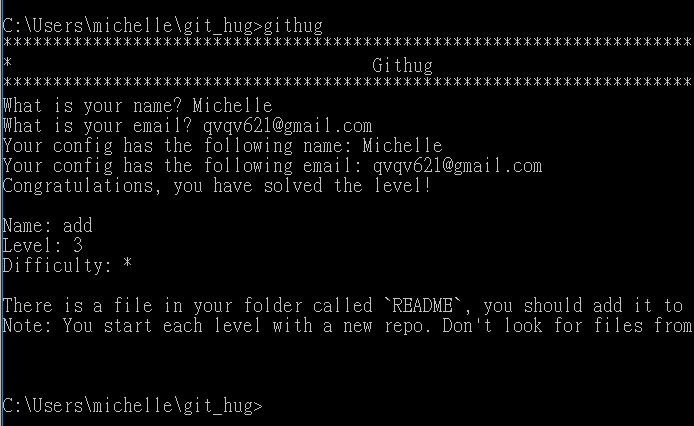 C:\Users\michelle\git_hug>githug
*********************************************************************
* Githug
*********************************************************************
What is your name? Michelle
What is your email? qvqv621@gmail.com
Your config has the following name: Michelle
Your config has the following email: qvqv621@gmail.com
Congratulations, you have solved the level!
Name: add
Level: 3
Difficulty: *
There is a file in your folder called `README`, you should add it to
Note: You start each level with a new repo. Don't look for files from
C:\Users\michelle\git_hug>